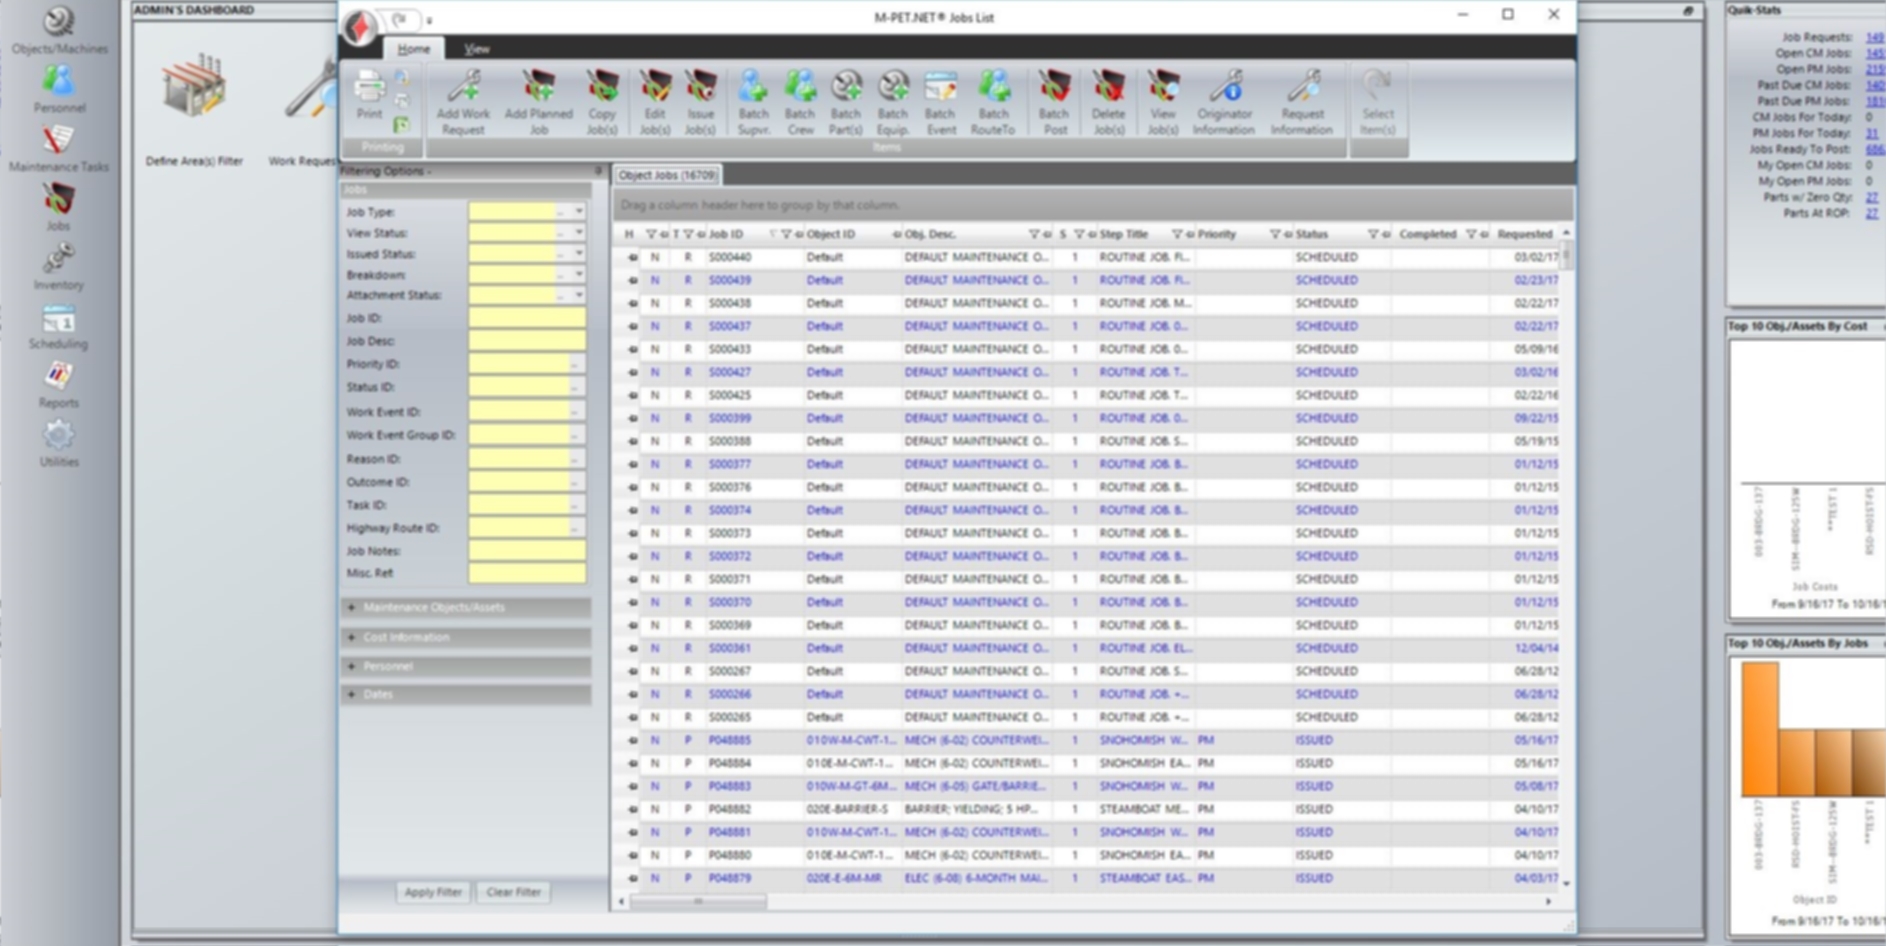 ADMIN'S DASHBOARD
Objects/Machines
Personnel
Maintenance Tasks
Jobs
Inventory
Scheduling
Reports
Utilities
Define Area(s) Filter
Work Reques
M-PET.NET® Jobs List
Home View
Print
Add Work Request
Add Planned Job
Copy Job(s)
Edit Job(s)
Issue Job(s)
Batch Supvr.
Batch Crew
Batch Part(s)
Batch Equip.
Batch Event
Batch RouteTo
Batch Post
Delete Job(s)
View Job(s)
Originator Information
Request Information
Select Item(s)
Printing
Items
Filtering Options -
Jobs
Job Type:
View Status:
Issued Status:
Breakdown:
Attachment Status:
Job ID:
Job Desc:
Priority ID:
Status ID:
Work Event ID:
Work Event Group ID:
Reason ID:
Outcome ID:
Task ID:
Highway Route ID:
Job Notes:
Misc. Ref:
+ Maintenance Objects/Assets
+ Cost Information
+ Personnel
+ Dates
Apply Filter Clear Filter
Object Jobs (16709)
Drag a column header here to group by that column.
H T Job ID Object ID Obj. Desc. S Step Title Priority Status Completed Requested
N R S000440 Default DEFAULT MAINTENANCE O... 1 ROUTINE JOB. FI... SCHEDULED 03/02/17
N R S000439 Default DEFAULT MAINTENANCE O... 1 ROUTINE JOB. FI... SCHEDULED 02/23/17
N R S000438 Default DEFAULT MAINTENANCE O... 1 ROUTINE JOB. M... SCHEDULED 02/22/17
N R S000437 Default DEFAULT MAINTENANCE O... 1 ROUTINE JOB. 0... SCHEDULED 02/22/17
N R S000433 Default DEFAULT MAINTENANCE O... 1 ROUTINE JOB. 0... SCHEDULED 05/09/16
N R S000427 Default DEFAULT MAINTENANCE O... 1 ROUTINE JOB. T... SCHEDULED 03/02/16
N R S000425 Default DEFAULT MAINTENANCE O... 1 ROUTINE JOB. T... SCHEDULED 02/22/16
N R S000399 Default DEFAULT MAINTENANCE O... 1 ROUTINE JOB. 0... SCHEDULED 09/22/15
N R S000388 Default DEFAULT MAINTENANCE O... 1 ROUTINE JOB. S... SCHEDULED 05/19/15
N R S000377 Default DEFAULT MAINTENANCE O... 1 ROUTINE JOB. B... SCHEDULED 01/12/15
N R S000376 Default DEFAULT MAINTENANCE O... 1 ROUTINE JOB. B... SCHEDULED 01/12/15
N R S000374 Default DEFAULT MAINTENANCE O... 1 ROUTINE JOB. B... SCHEDULED 01/12/15
N R S000373 Default DEFAULT MAINTENANCE O... 1 ROUTINE JOB. B... SCHEDULED 01/12/15
N R S000372 Default DEFAULT MAINTENANCE O... 1 ROUTINE JOB. B... SCHEDULED 01/12/15
N R S000371 Default DEFAULT MAINTENANCE O... 1 ROUTINE JOB. B... SCHEDULED 01/12/15
N R S000370 Default DEFAULT MAINTENANCE O... 1 ROUTINE JOB. B... SCHEDULED 01/12/15
N R S000369 Default DEFAULT MAINTENANCE O... 1 ROUTINE JOB. B... SCHEDULED 01/12/15
N R S000361 Default DEFAULT MAINTENANCE O... 1 ROUTINE JOB. EL... SCHEDULED 12/04/14
N R S000267 Default DEFAULT MAINTENANCE O... 1 ROUTINE JOB. S... SCHEDULED 06/28/12
N R S000266 Default DEFAULT MAINTENANCE O... 1 ROUTINE JOB. SCHEDULED 06/28/12
N R S000265 Default DEFAULT MAINTENANCE O... 1 ROUTINE JOB. SCHEDULED 06/28/12
N P P048885 010W-M-CWT-1... MECH (6-02) COUNTERWEI... 1 SNOHOMISH W... PM ISSUED 05/16/17
N P P048884 010E-M-CWT-1... MECH (6-02) COUNTERWEI... 1 SNOHOMISH EA... PM ISSUED 05/16/17
N P P048883 010W-M-GT-6M... MECH (6-05) GATE/BARRIE... 1 SNOHOMISH W... PM ISSUED 05/08/17
N P P048882 020E-BARRIER-S BARRIER; YIELDING; 5 HP... 1 STEAMBOAT ME... PM ISSUED 04/10/17
N P P048881 010W-M-CWT-1... MECH (6-02) COUNTERWEI... 1 SNOHOMISH W... PM ISSUED 04/10/17
N P P048880 010E-M-CWT-1... MECH (6-02) COUNTERWEI... 1 SNOHOMISH EA... PM ISSUED 04/10/17
N P P048879 020E-E-6M-MR ELEC (6-08) 6-MONTH MAI... 1 STEAMBOAT EAS... PM ISSUED 04/03/17
Quik-Stats
Job Requests: 149
Open CM Jobs:
Open PM Jobs:
Past Due CM Jobs:
Past Due PM Jobs:
CM Jobs For Today: 0
PM Jobs For Today: 31
Jobs Ready To Post:
My Open CM Jobs: 0
My Open PM Jobs: 0
Parts w/ Zero Qty: 27
Parts At ROP: 27
Top 10 Obj./Assets By Cost
003-BRDG-137
SIM--BRDG-125W
**TEST 1
RSD-HOIST-FS
Job Costs
From 9/16/17 To 10/16/1
Top 10 Obj./Assets By Jobs
003-BRDG-137
RSD-HOIST-FS
SIM--BRDG-125W
**TEST 1
Object ID
From 9/16/17 To 10/16/1